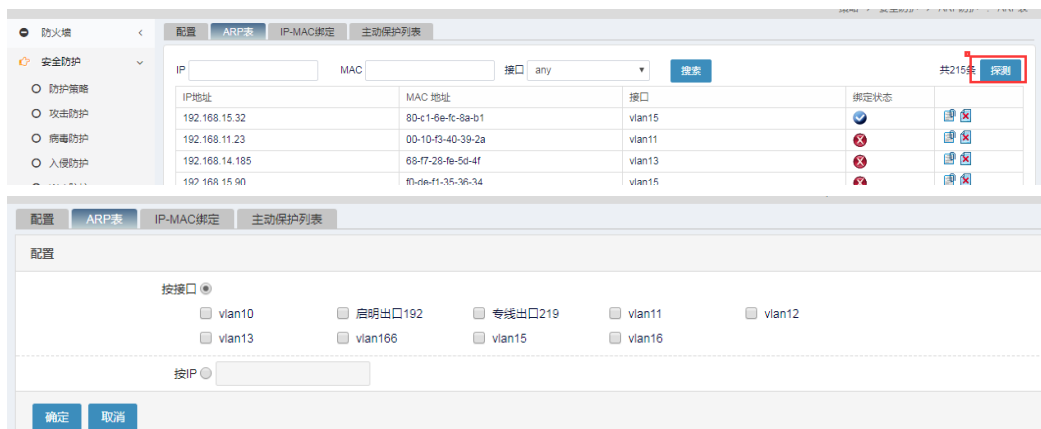 防火墙
安全防护
防护策略
攻击防护
病毒防护
入侵防护
配置 ARP表 IP-MAC绑定 主动保护列表
IP MAC 接口 any 搜索 共215条 探测
IP地址 MAC 地址 接口 绑定状态
192.168.15.32 80-c1-6e-fc-8a-b1 vlan15
192.168.11.23 00-10-f3-40-39-2a vlan11
192.168.14.185 68-f7-28-fe-5d-4f vlan13
192.168.15.90 f0-de-f1-35-36-34 vlan15
配置 ARP表 IP-MAC绑定 主动保护列表
配置
按接口
vlan10 启明出口192 专线出口219 vlan11 vlan12
vlan13 vlan166 vlan15 vlan16
按IP
确定 取消